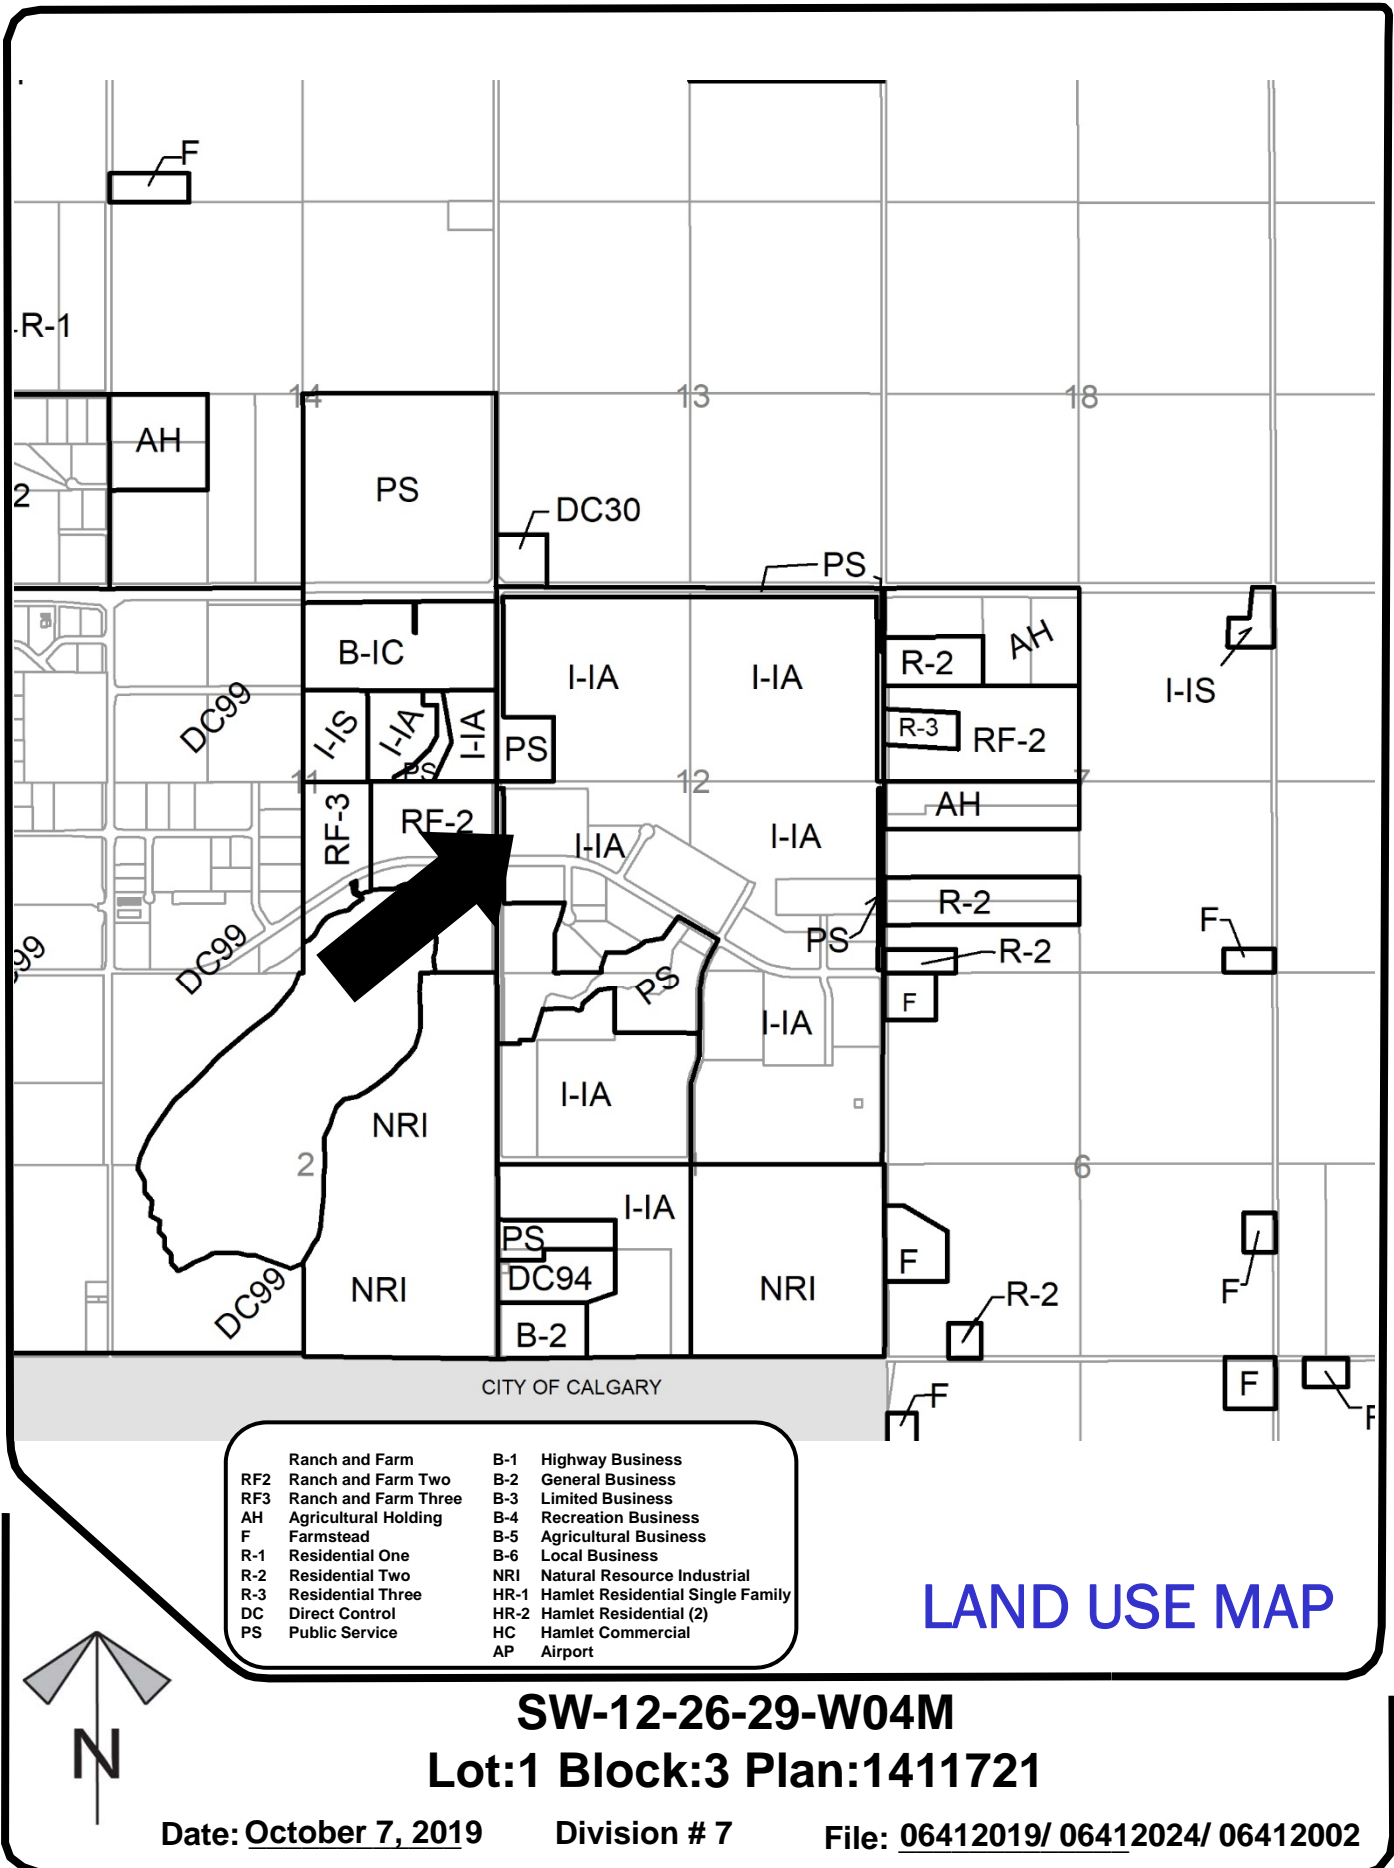 F
R-1
14
13
18
AH
2
PS
DC30
PS
B-IC
I-IA
I-IA
R-2
AH
I-IS
DC99
I-IS
I-IA
I-IA
PS
PS
R-3
RF-2
11
12
7
RF-3
RF-2
I-IA
I-IA
AH
R-2
DC99
99
PS
F
R-2
PS
F
I-IA
I-IA
NRI
2
6
I-IA
PS
F
DC94
NRI
NRI
F
R-2
DC99
B-2
CITY OF CALGARY
F
F
F
Ranch and Farm
RF2 Ranch and Farm Two
RF3 Ranch and Farm Three
AH Agricultural Holding
F Farmstead
R-1 Residential One
R-2 Residential Two
R-3 Residential Three
DC Direct Control
PS Public Service
B-1 Highway Business
B-2 General Business
B-3 Limited Business
B-4 Recreation Business
B-5 Agricultural Business
B-6 Local Business
NRI Natural Resource Industrial
HR-1 Hamlet Residential Single Family
HR-2 Hamlet Residential (2)
HC Hamlet Commercial
AP Airport
LAND USE MAP
N
SW-12-26-29-W04M
Lot:1 Block:3 Plan:1411721
Date: October 7, 2019 Division # 7 File: 06412019/ 06412024/ 06412002